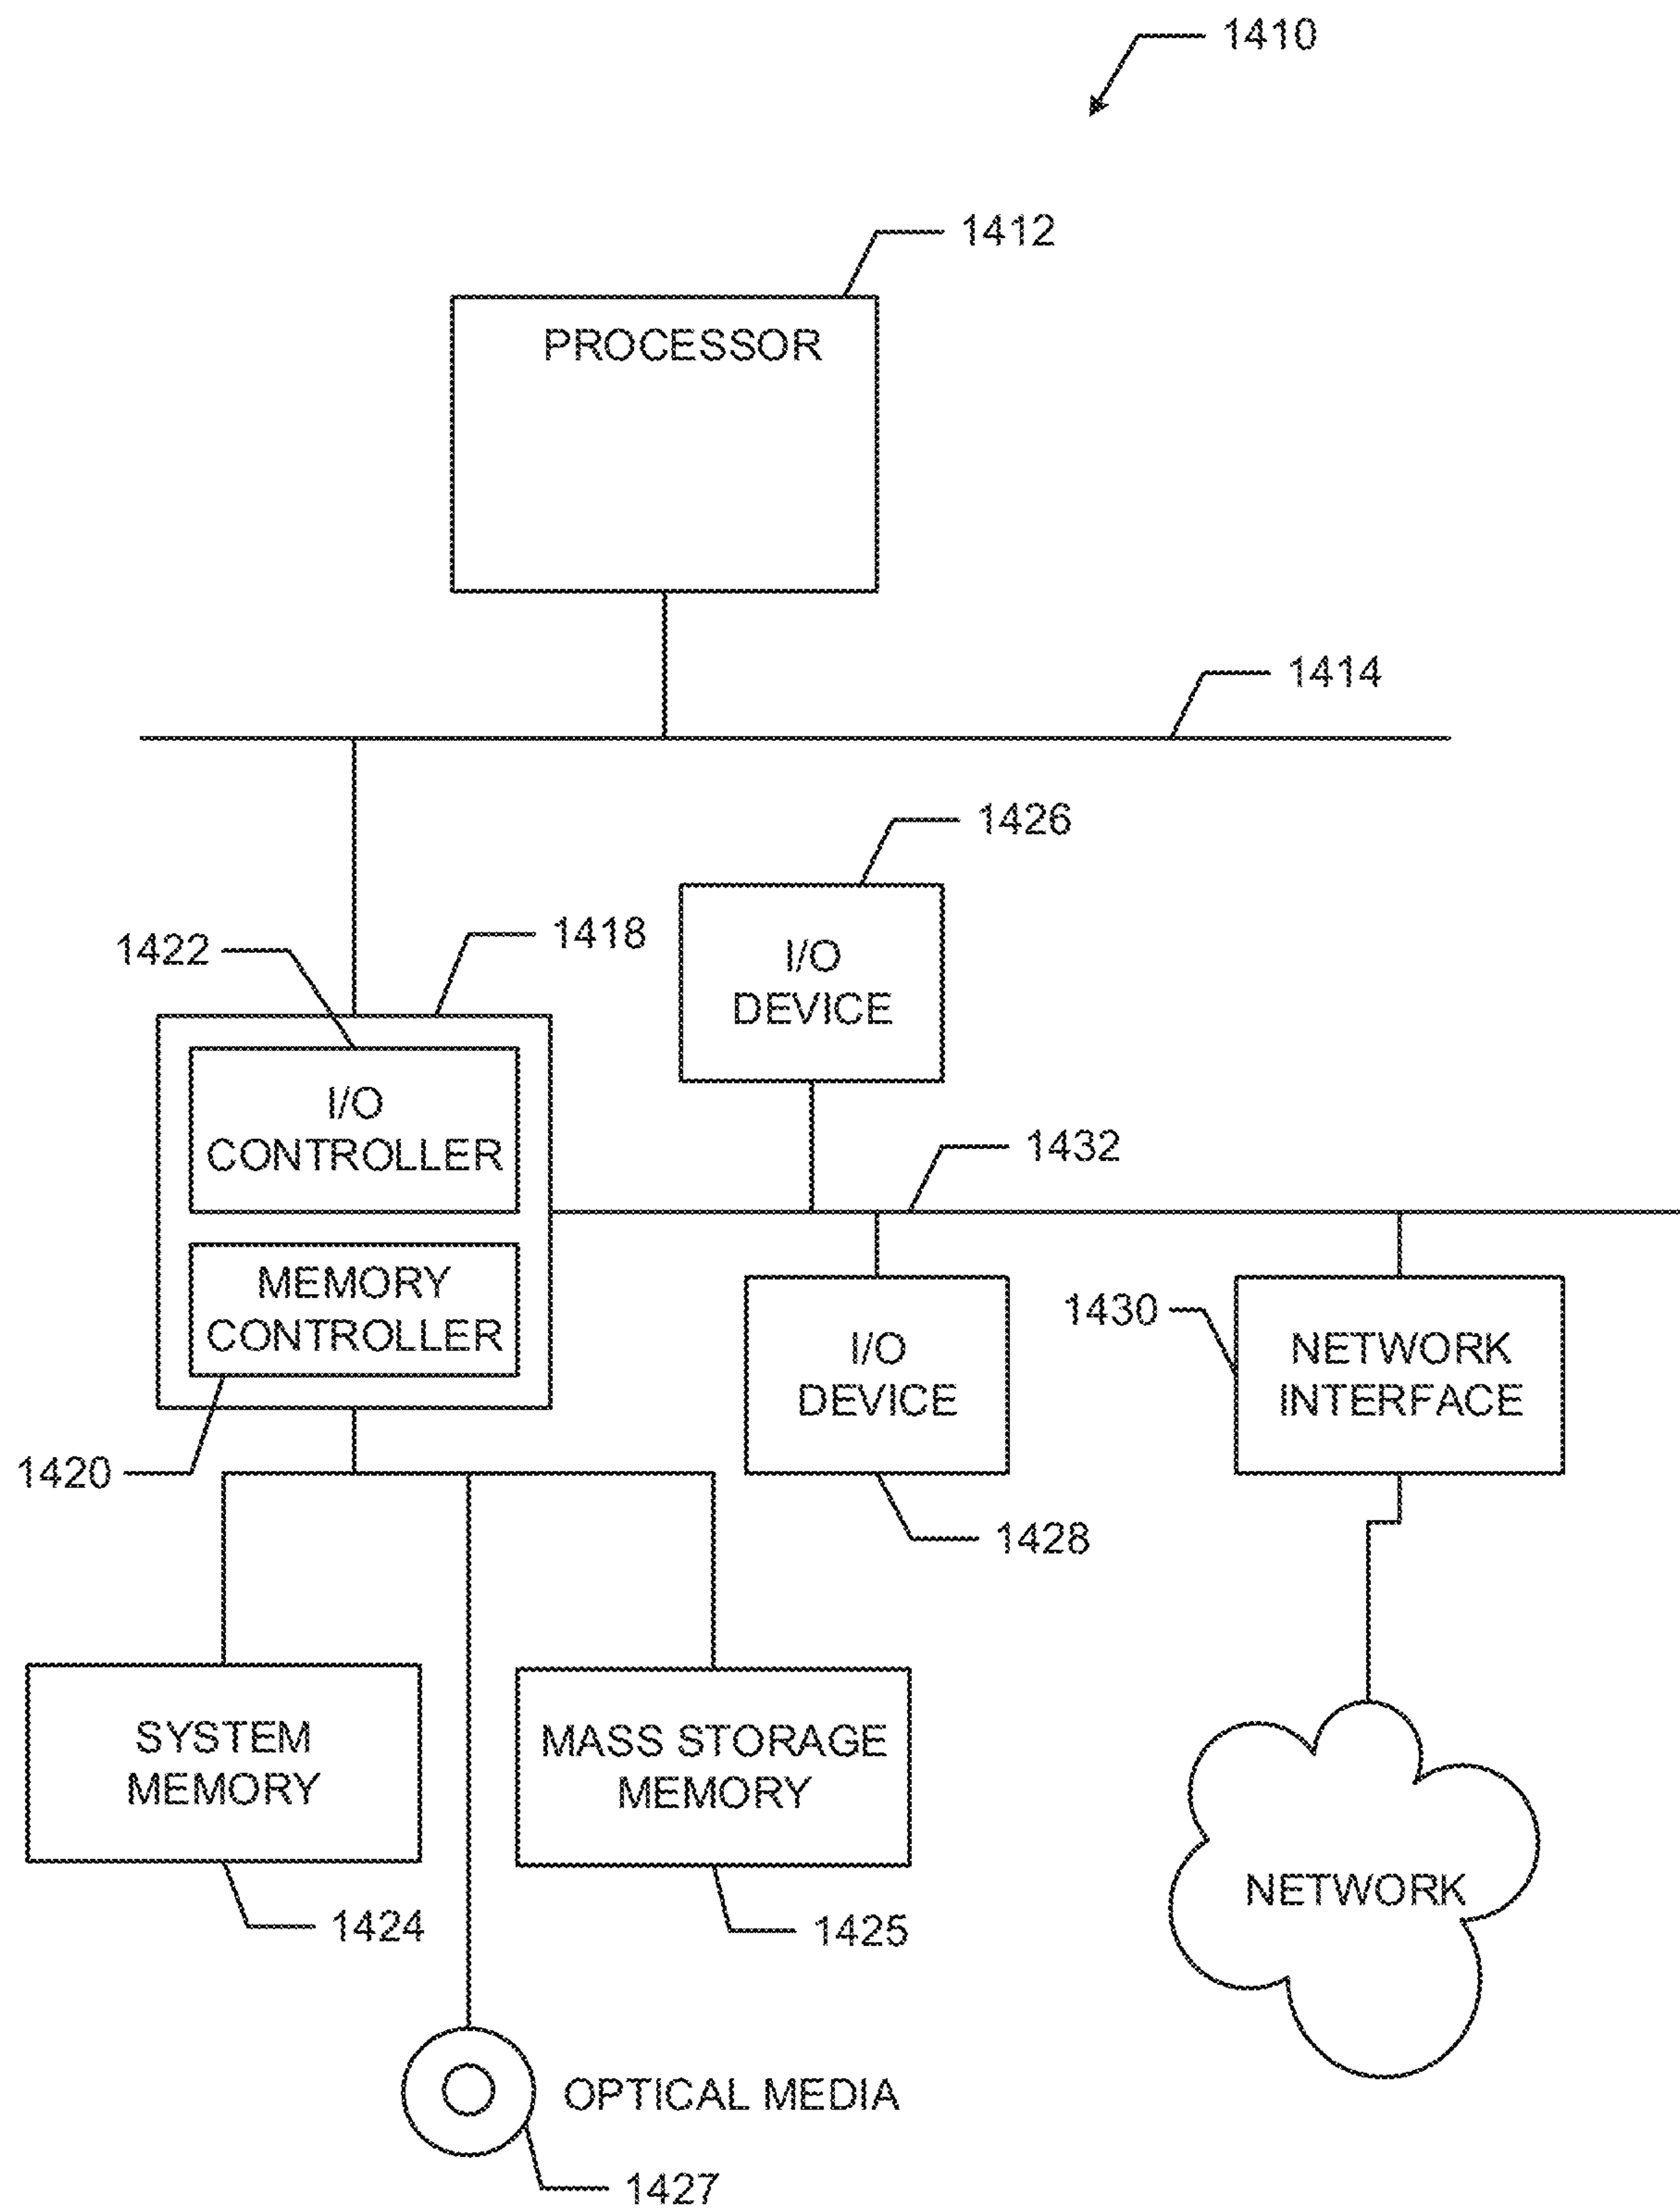 1410
1412
PROCESSOR
1414
1426
I/O
DEVICE
1422
1418
I/O
CONTROLLER
1432
MEMORY
CONTROLLER
1430
I/O
DEVICE
NETWORK
INTERFACE
1420
1428
SYSTEM
MEMORY
MASS STORAGE
MEMORY
NETWORK
1424
1425
OPTICAL MEDIA
1427